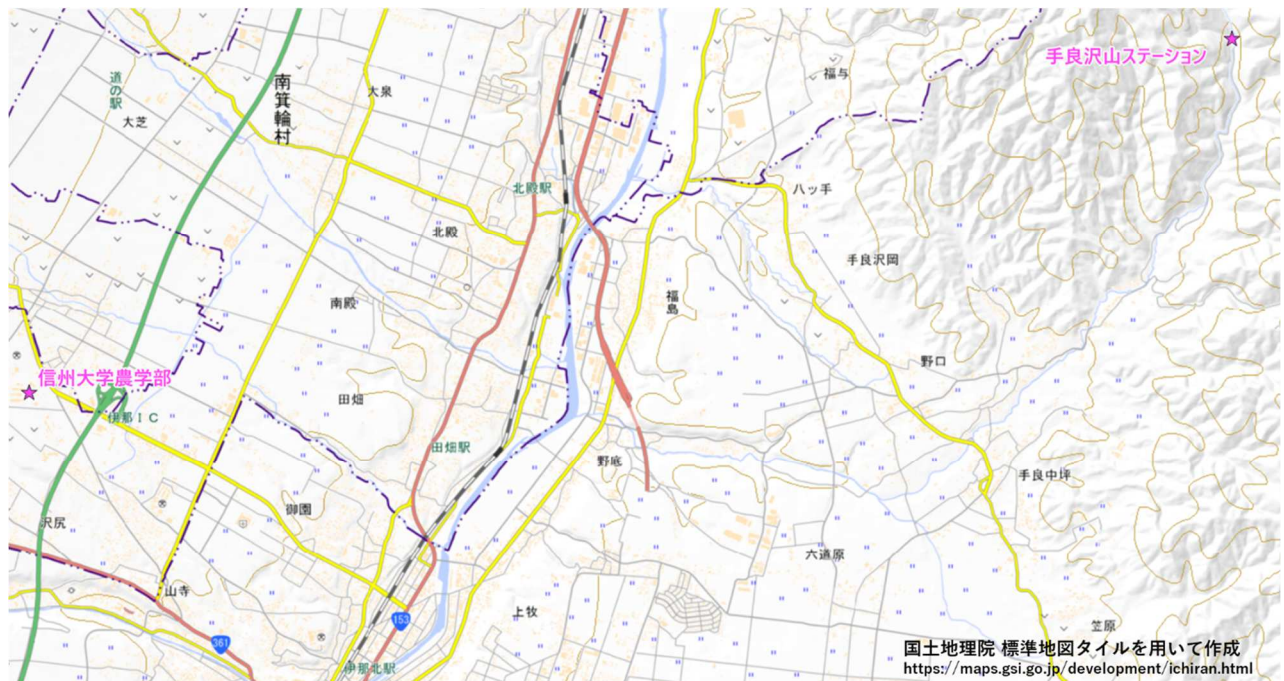 手良沢山ステーション
福与
道の駅
大芝
南箕輪村
大泉
北殿駅
八ッ手
北殿
手良沢岡
南殿
福島
野口
信州大学農学部
伊那IC
田畑
田畑駅
野底
手良中坪
御園
沢尻
六道原
山寺
上牧
153
361
笠原
伊那北駅
国土地理院 標準地図タイルを用いて作成
https://maps.gsi.go.jp/development/ichiran.html